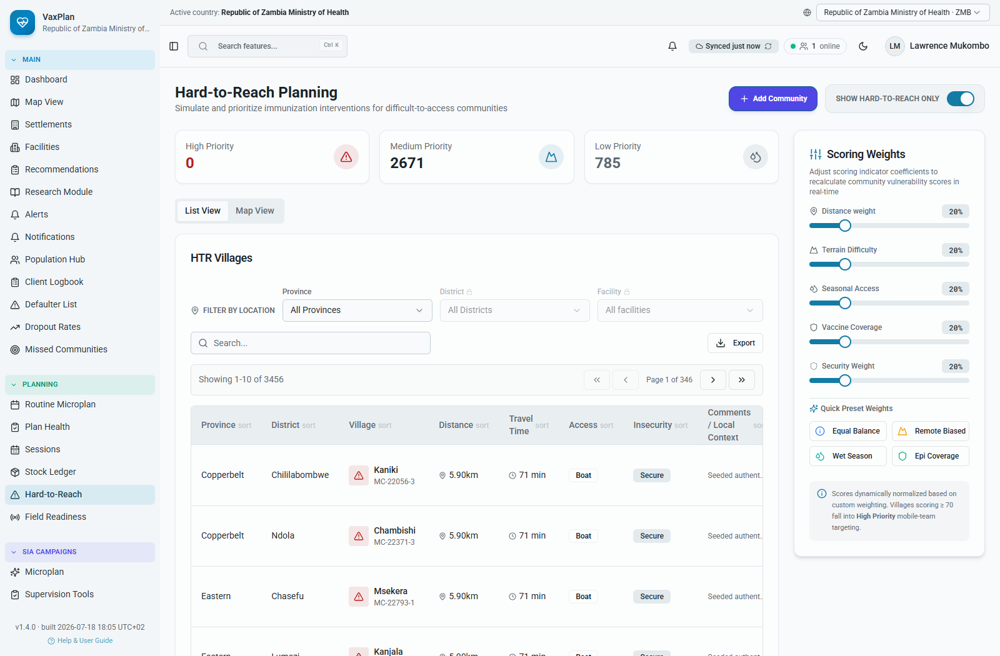 VaxPlan
Republic of Zambia Ministry of...
MAIN
Dashboard
Map View
Settlements
Facilities
Recommendations
Research Module
Alerts
Notifications
Population Hub
Client Logbook
Defaulter List
Dropout Rates
Missed Communities
PLANNING
Routine Microplan
Plan Health
Sessions
Stock Ledger
Hard-to-Reach
Field Readiness
SIA CAMPAIGNS
Microplan
Supervision Tools
v1.4.0 · built 2026-07-18 18:05 UTC+02
Help & User Guide
Active country: Republic of Zambia Ministry of Health
Republic of Zambia Ministry of Health · ZMB
Search features...
Ctrl K
Synced just now
1 online
LM
Lawrence Mukombo
Hard-to-Reach Planning
Simulate and prioritize immunization interventions for difficult-to-access communities
Add Community
SHOW HARD-TO-REACH ONLY
High Priority
0
Medium Priority
2671
Low Priority
785
List View
Map View
HTR Villages
FILTER BY LOCATION
Province
All Provinces
District
All Districts
Facility
All facilities
Search...
Export
Showing 1-10 of 3456
Page 1 of 346
Province sort
District sort
Village sort
Distance sort
Travel Time sort
Access sort
Insecurity sort
Comments / Local Context
Copperbelt
Chililabombwe
Kaniki
MC-22056-3
5.90km
71 min
Boat
Secure
Seeded authent...
Copperbelt
Ndola
Chambishi
MC-22371-3
5.90km
71 min
Boat
Secure
Seeded authent...
Eastern
Chasefu
Msekera
MC-22793-1
5.90km
71 min
Boat
Secure
Seeded authent...
Eastern
Lumezi
Kanjala
5.90km
71 min
Boat
Secure
Scoring Weights
Adjust scoring indicator coefficients to
recalculate community vulnerability scores in
real-time
Distance weight
20%
Terrain Difficulty
20%
Seasonal Access
20%
Vaccine Coverage
20%
Security Weight
20%
Quick Preset Weights
Equal Balance
Remote Biased
Wet Season
Epi Coverage
Scores dynamically normalized based on
custom weighting. Villages scoring ≥ 70
fall into High Priority mobile-team
targeting.